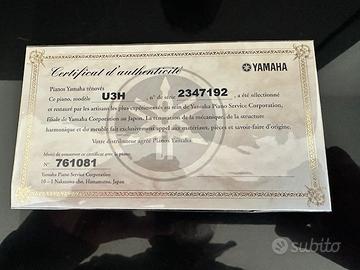 Certificat d'authenticité
YAMAHA
Pianos Yamaha rénovés
Ce piano, modèle U3H , n° de série 2347192 , a été sélectionné
et restauré par les artisans les plus expérimentés au sein de Yamaha Piano Service Corporation,
filiale de Yamaha Corporation au Japon. La rénovation de la mécanique, de la structure
harmonique et du meuble fait exclusivement appel aux matériaux, pièces et savoir-faire d'origine.
Votre distributeur agréé Pianos Yamaha
Merci de conserver ce certificat avec le piano.
N° 761081
Yamaha Piano Service Corporation
10-1 Nakazawa-cho, Hamamatsu, Japan
subito